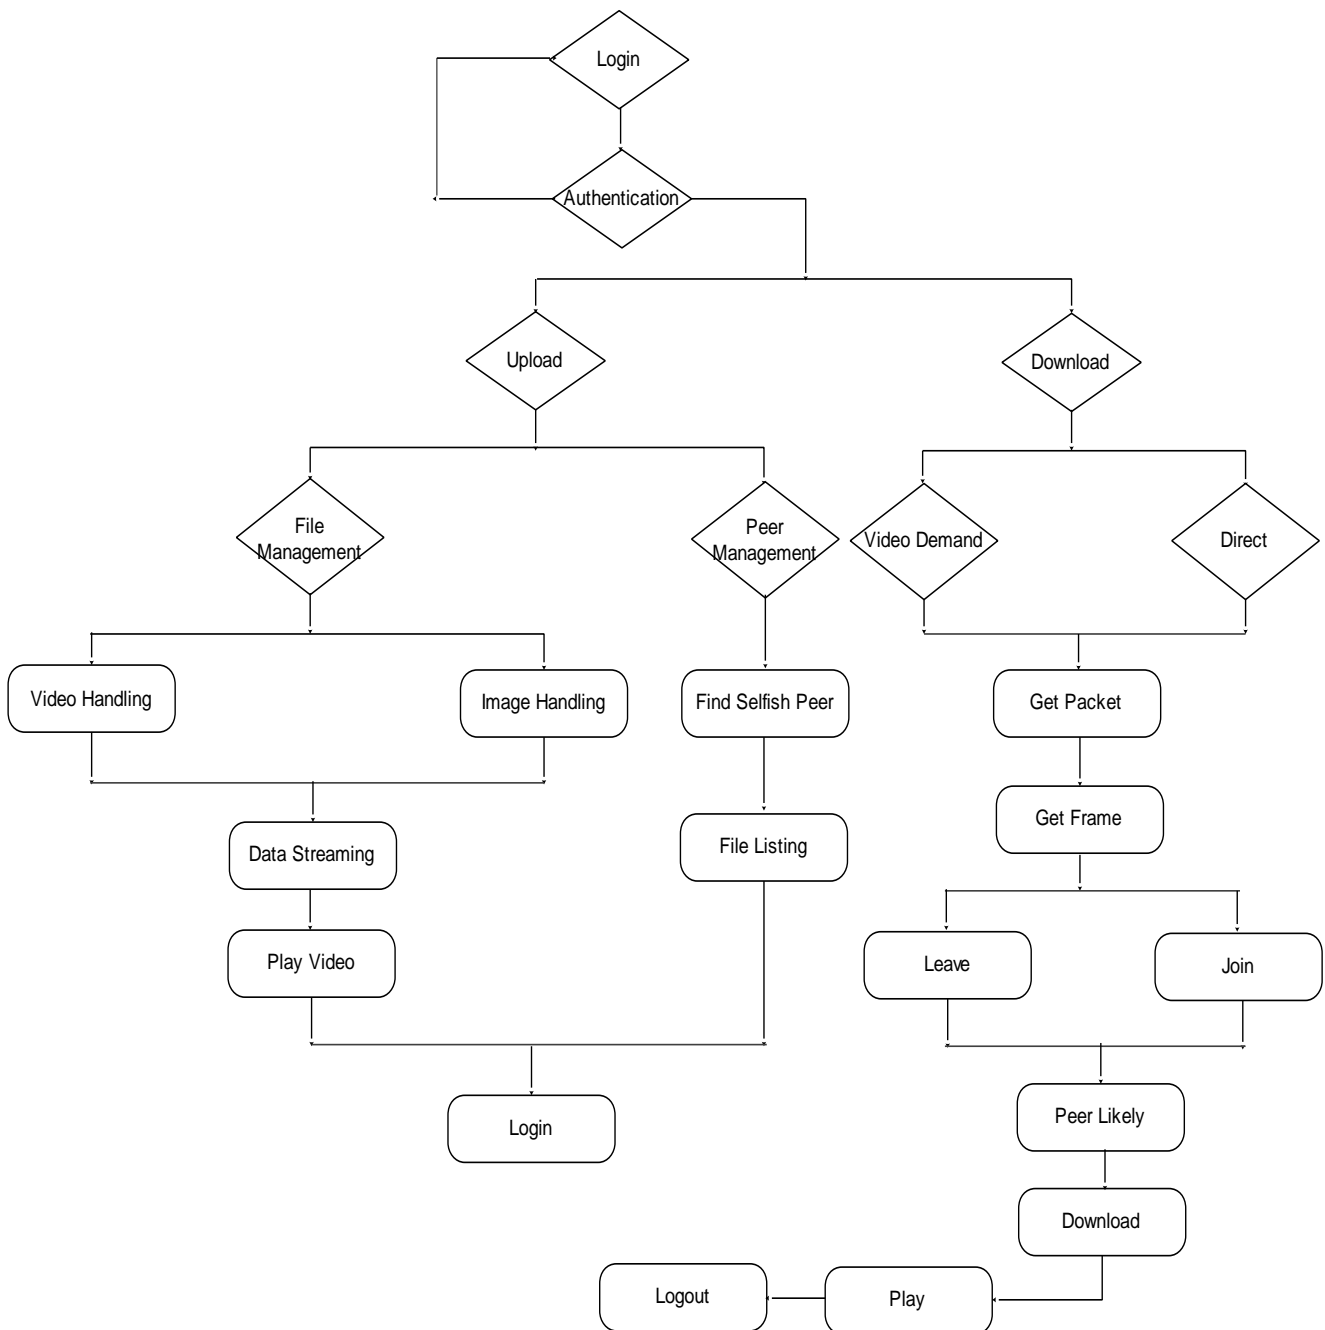 Login
Authentication
Upload
Download
File
Management
Peer
Management
Video Demand
Direct
Video Handling
Image Handling
Find Selfish Peer
Get Packet
Get Frame
File Listing
Data Streaming
Play Video
Leave
Join
Login
Peer Likely
Download
Logout
Play